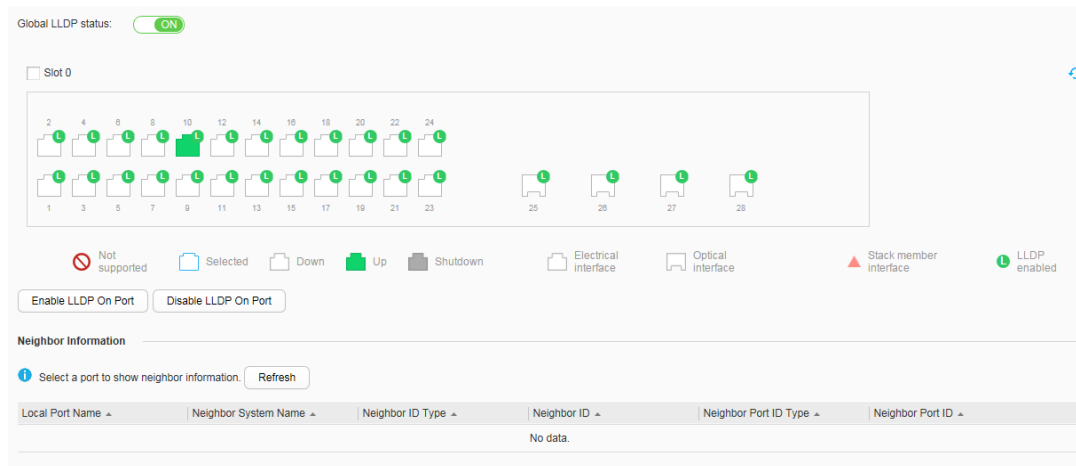 Global LLDP status: ON
Slot 0
2 4 6 8 10 12 14 16 18 20 22 24
L L L L L L L L L L L L
L L L L L L L L L L L L L L L L
1 3 5 7 9 11 13 15 17 19 21 23 25 26 27 28
Not supported Selected Down Up Shutdown Electrical interface Optical interface Stack member interface L LLDP enabled
Enable LLDP On Port Disable LLDP On Port
Neighbor Information
Select a port to show neighbor information. Refresh
Local Port Name Neighbor System Name Neighbor ID Type Neighbor ID Neighbor Port ID Type Neighbor Port ID
No data.